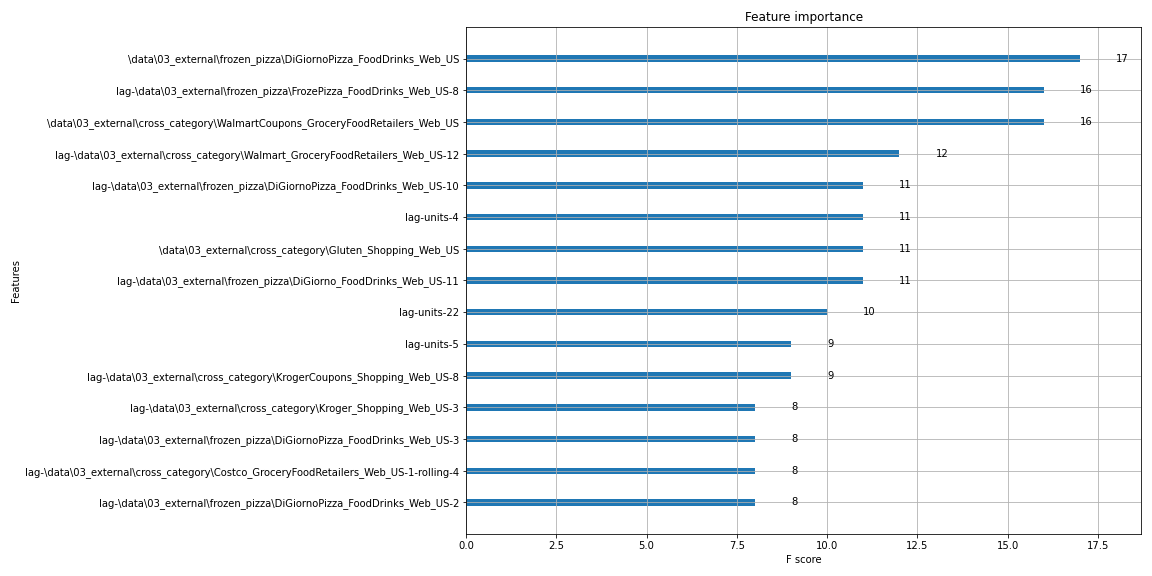 Feature importance
\data\03_external\frozen_pizza\DiGiornoPizza_FoodDrinks_Web_US 17
lag-\data\03_external\frozen_pizza\FrozePizza_FoodDrinks_Web_US-8 16
\data\03_external\cross_category\WalmartCoupons_GroceryFoodRetailers_Web_US 16
lag-\data\03_external\cross_category\Walmart_GroceryFoodRetailers_Web_US-12 12
lag-\data\03_external\frozen_pizza\DiGiornoPizza_FoodDrinks_Web_US-10 11
lag-units-4 11
\data\03_external\cross_category\Gluten_Shopping_Web_US 11
lag-\data\03_external\frozen_pizza\DiGiorno_FoodDrinks_Web_US-11 11
lag-units-22 10
lag-units-5 9
lag-\data\03_external\cross_category\KrogerCoupons_Shopping_Web_US-8 9
lag-\data\03_external\cross_category\Kroger_Shopping_Web_US-3 8
lag-\data\03_external\frozen_pizza\DiGiornoPizza_FoodDrinks_Web_US-3 8
lag-\data\03_external\cross_category\Costco_GroceryFoodRetailers_Web_US-1-rolling-4 8
lag-\data\03_external\frozen_pizza\DiGiornoPizza_FoodDrinks_Web_US-2 8
Features
0.0 2.5 5.0 7.5 10.0 12.5 15.0 17.5
F score